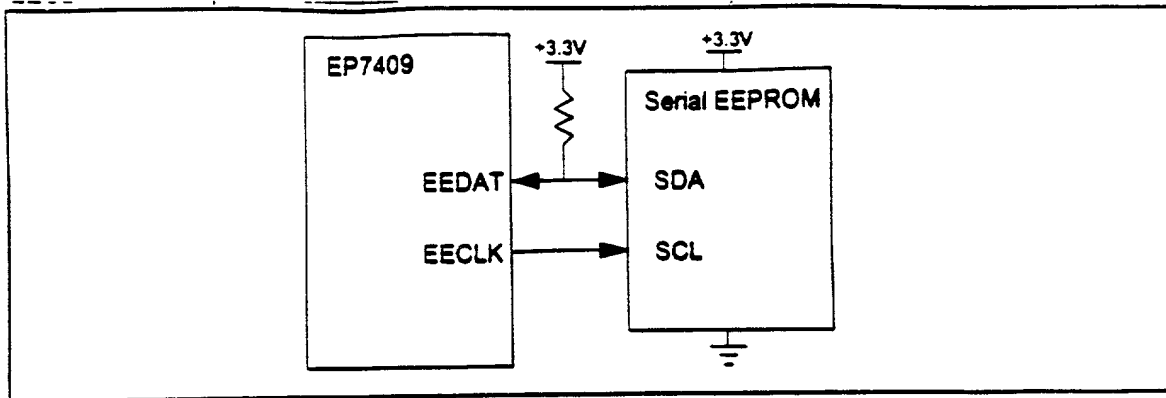 +3.3V
+3.3V
EP7409
Serial EEPROM
EEDAT
SDA
EECLK
SCL